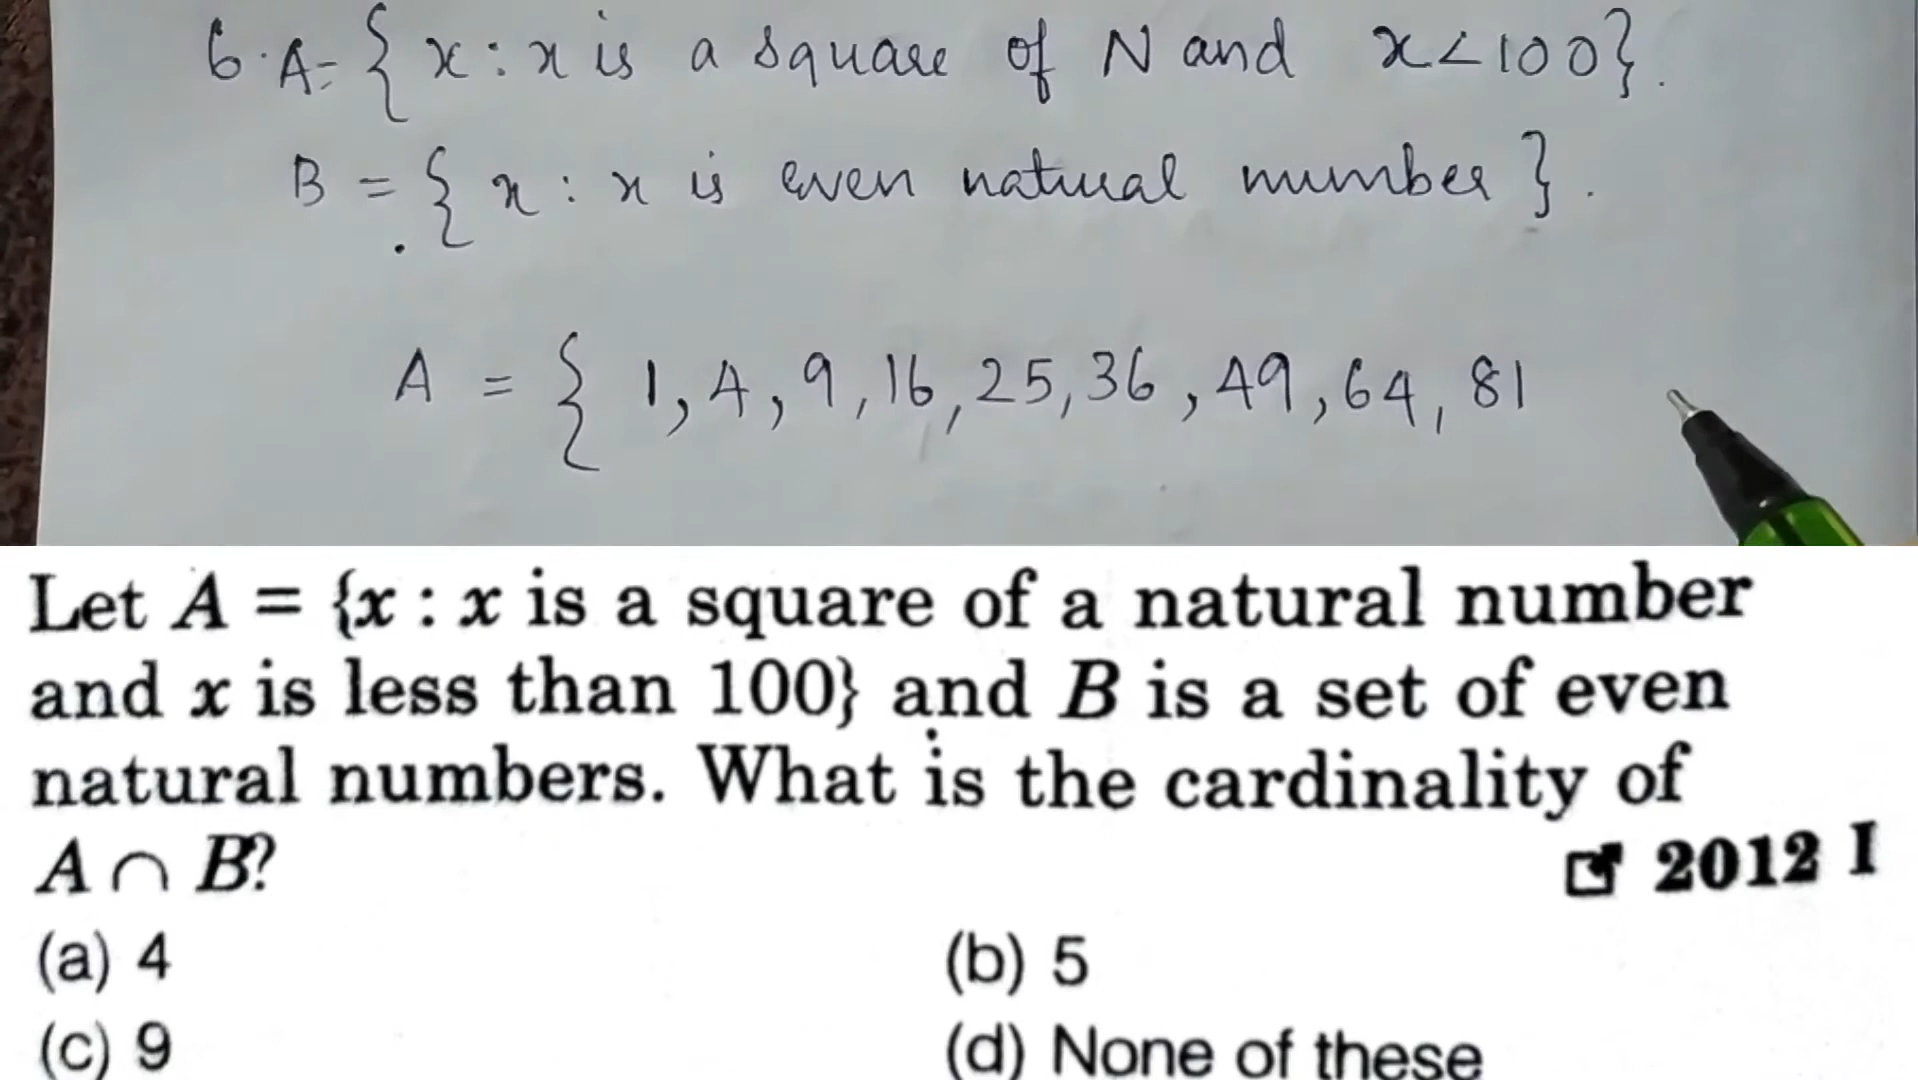 6. A = { x : x is a square of N and x < 100 }.
B = { x : x is even natural number }.
A = { 1, 4, 9, 16, 25, 36, 49, 64, 81
Let A = {x : x is a square of a natural number
and x is less than 100} and B is a set of even
natural numbers. What is the cardinality of
A ∩ B?
2012 I
(a) 4
(b) 5
(c) 9
(d) None of these